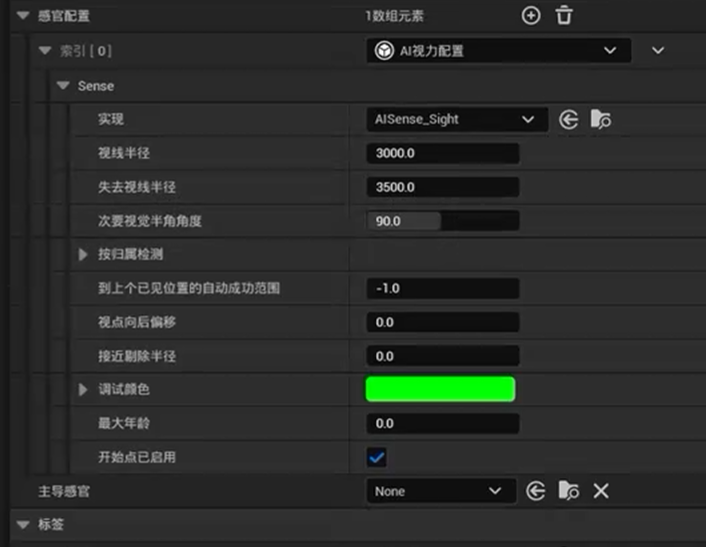 感官配置 1数组元素
索引 [ 0 ] AI视力配置
Sense
实现 AISense_Sight
视线半径 3000.0
失去视线半径 3500.0
次要视觉半角角度 90.0
按归属检测
到上个已见位置的自动成功范围 -1.0
视点向后偏移 0.0
接近剔除半径 0.0
调试颜色
最大年龄 0.0
开始点已启用
主导感官 None
标签